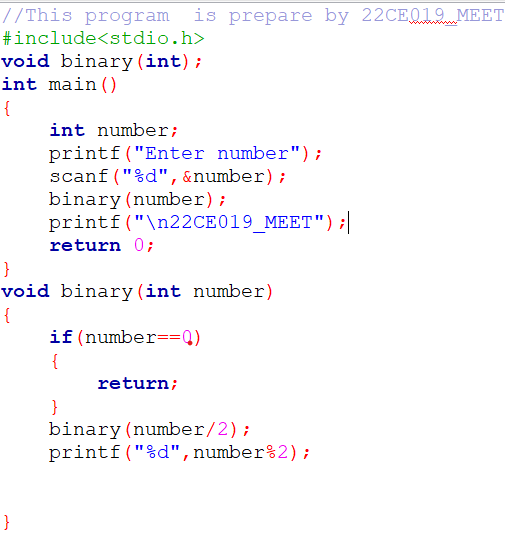 //This program  is prepare by 22CE019_MEET
#include<stdio.h>
void binary(int);
int main()
{
    int number;
    printf("Enter number");
    scanf("%d",&number);
    binary(number);
    printf("\n22CE019_MEET");
    return 0;
}
void binary(int number)
{
    if(number==0)
    {
        return;
    }
    binary(number/2);
    printf("%d",number%2);
}